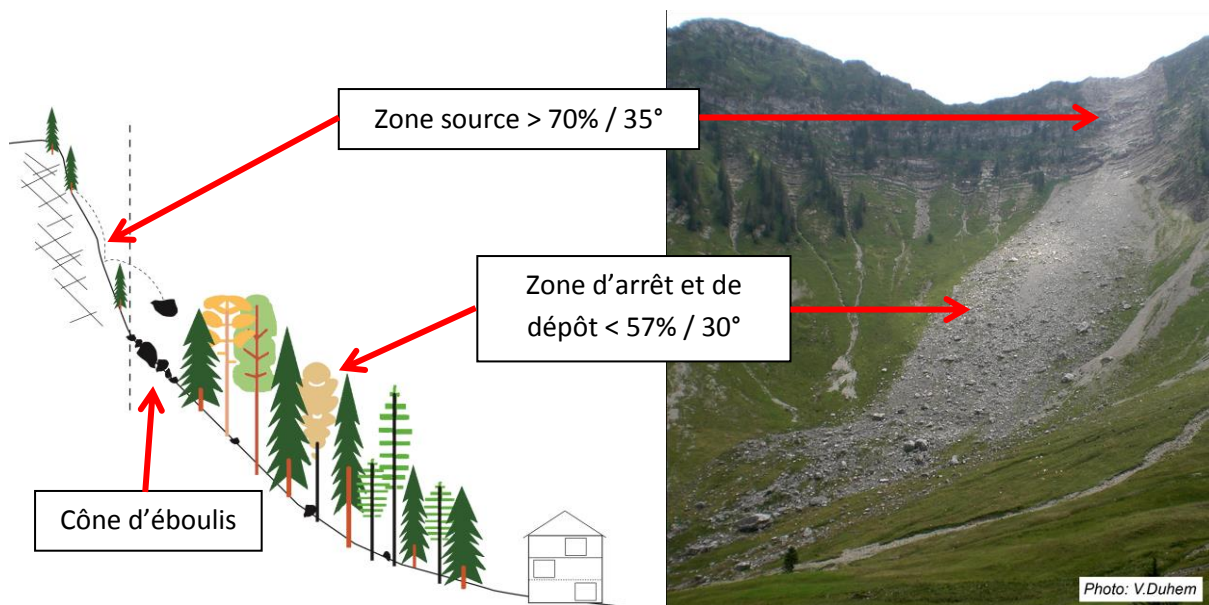 Zone source > 70% / 35°
Zone d'arrêt et de
dépôt < 57% / 30°
Cône d'éboulis
Photo: V.Duhem